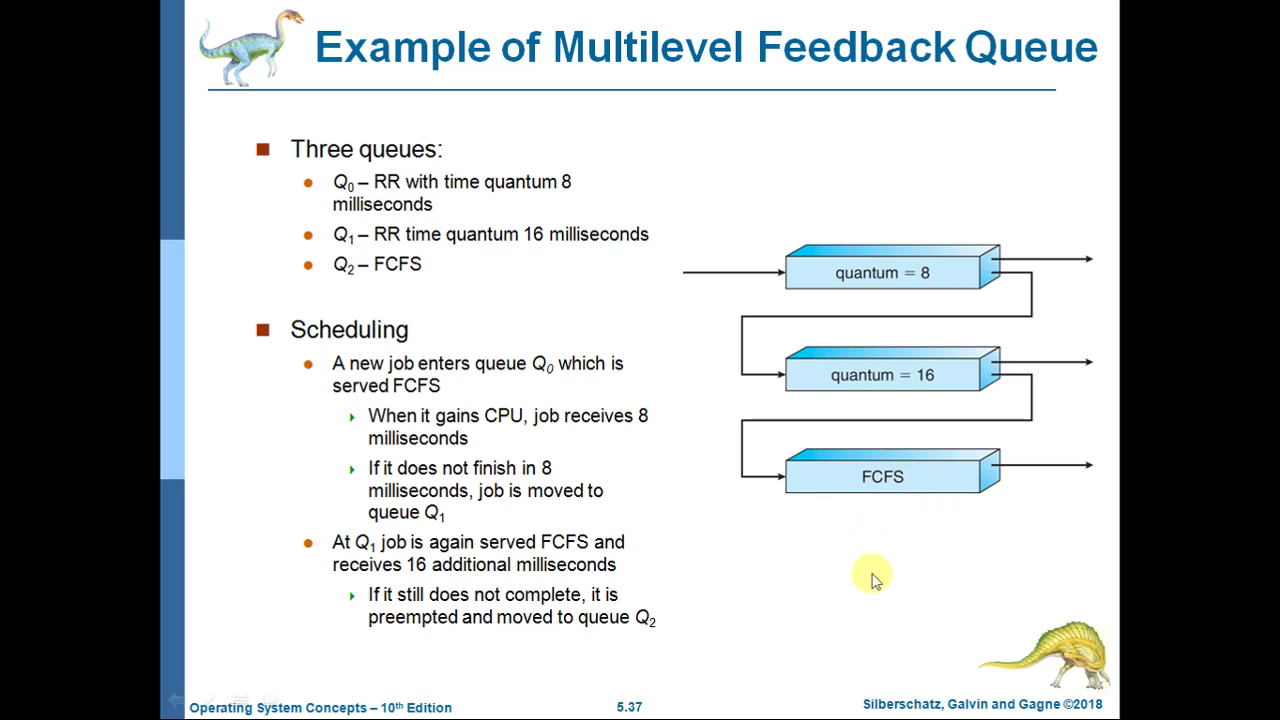 Example of Multilevel Feedback Queue
Three queues:
Q0 – RR with time quantum 8
milliseconds
Q1 – RR time quantum 16 milliseconds
Q2 – FCFS
Scheduling
A new job enters queue Q0 which is
served FCFS
When it gains CPU, job receives 8
milliseconds
If it does not finish in 8
milliseconds, job is moved to
queue Q1
At Q1 job is again served FCFS and
receives 16 additional milliseconds
If it still does not complete, it is
preempted and moved to queue Q2
quantum = 8
quantum = 16
FCFS
Operating System Concepts – 10th Edition
5.37
Silberschatz, Galvin and Gagne ©2018